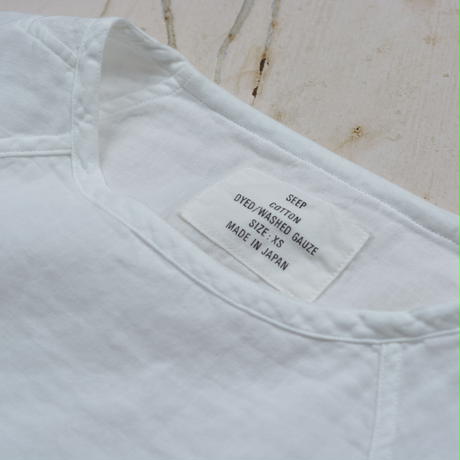 SEEP
COTTON
DYED/WASHED GAUZE
SIZE:XS
MADE IN JAPAN